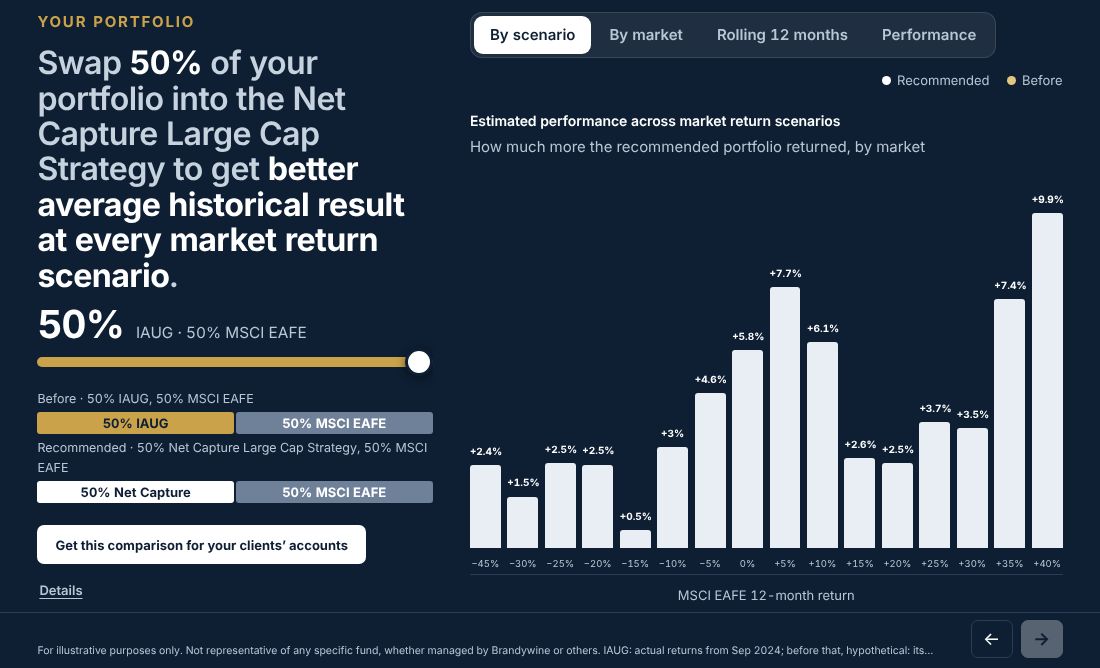 YOUR PORTFOLIO
Swap 50% of your
portfolio into the Net
Capture Large Cap
Strategy to get better
average historical result
at every market return
scenario.
50% IAUG · 50% MSCI EAFE
Before · 50% IAUG, 50% MSCI EAFE
50% IAUG 50% MSCI EAFE
Recommended · 50% Net Capture Large Cap Strategy, 50% MSCI
EAFE
50% Net Capture 50% MSCI EAFE
Get this comparison for your clients’ accounts
Details
By scenario By market Rolling 12 months Performance
Recommended Before
Estimated performance across market return scenarios
How much more the recommended portfolio returned, by market
+2.4% +1.5% +2.5% +2.5% +0.5% +3% +4.6% +5.8% +7.7% +6.1% +2.6% +2.5% +3.7% +3.5% +7.4% +9.9%
−45% −30% −25% −20% −15% −10% −5% 0% +5% +10% +15% +20% +25% +30% +35% +40%
MSCI EAFE 12-month return
For illustrative purposes only. Not representative of any specific fund, whether managed by Brandywine or others. IAUG: actual returns from Sep 2024; before that, hypothetical: its…